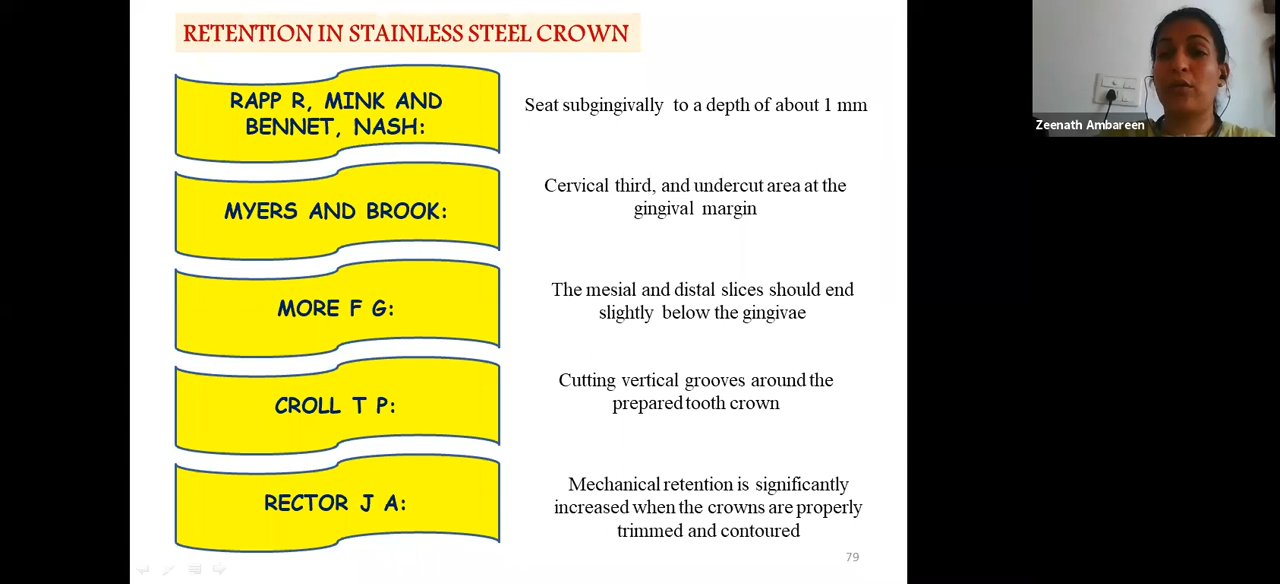 RETENTION IN STAINLESS STEEL CROWN
RAPP R, MINK AND
BENNET, NASH:
Seat subgingivally to a depth of about 1 mm
MYERS AND BROOK:
Cervical third, and undercut area at the
gingival margin
MORE F G:
The mesial and distal slices should end
slightly below the gingivae
CROLL T P:
Cutting vertical grooves around the
prepared tooth crown
RECTOR J A:
Mechanical retention is significantly
increased when the crowns are properly
trimmed and contoured
79
Zeenath Ambareen